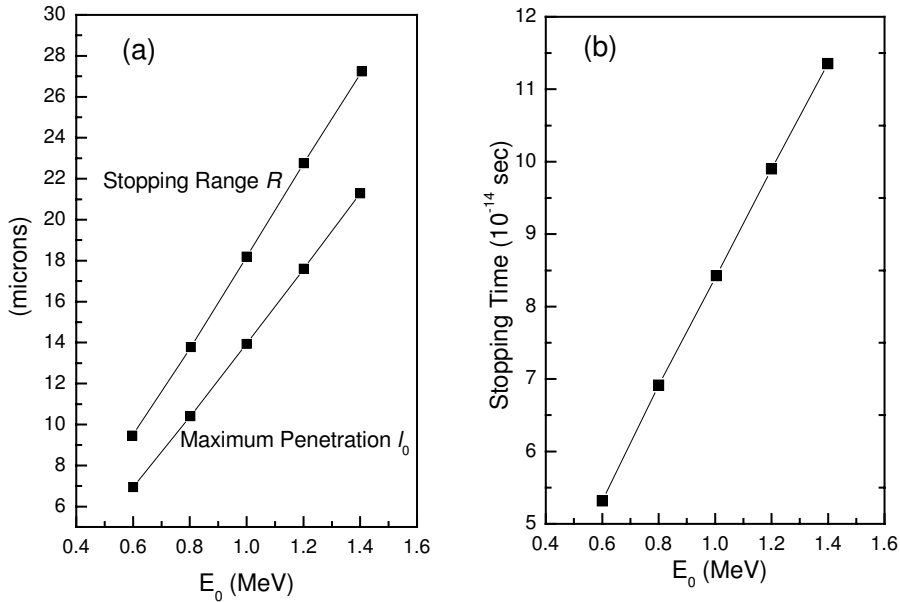 (a)
30
28
26
24
22
20
18
16
14
12
10
8
6
(microns)
Stopping Range R
Maximum Penetration l₀
0.4 0.6 0.8 1.0 1.2 1.4 1.6
E₀ (MeV)
(b)
12
11
10
9
8
7
6
5
Stopping Time (10⁻¹⁴ sec)
0.4 0.6 0.8 1.0 1.2 1.4 1.6
E₀ (MeV)